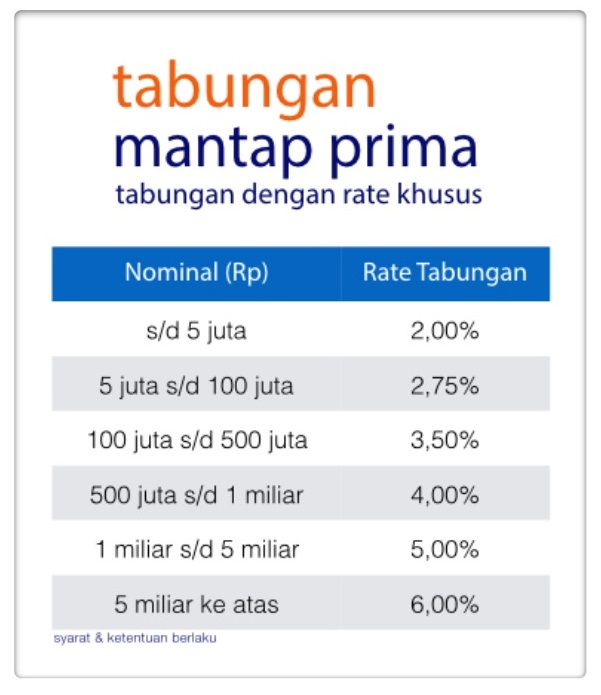 tabungan
mantap prima
tabungan dengan rate khusus
Nominal (Rp) Rate Tabungan
s/d 5 juta 2,00%
5 juta s/d 100 juta 2,75%
100 juta s/d 500 juta 3,50%
500 juta s/d 1 miliar 4,00%
1 miliar s/d 5 miliar 5,00%
5 miliar ke atas 6,00%
syarat & ketentuan berlaku